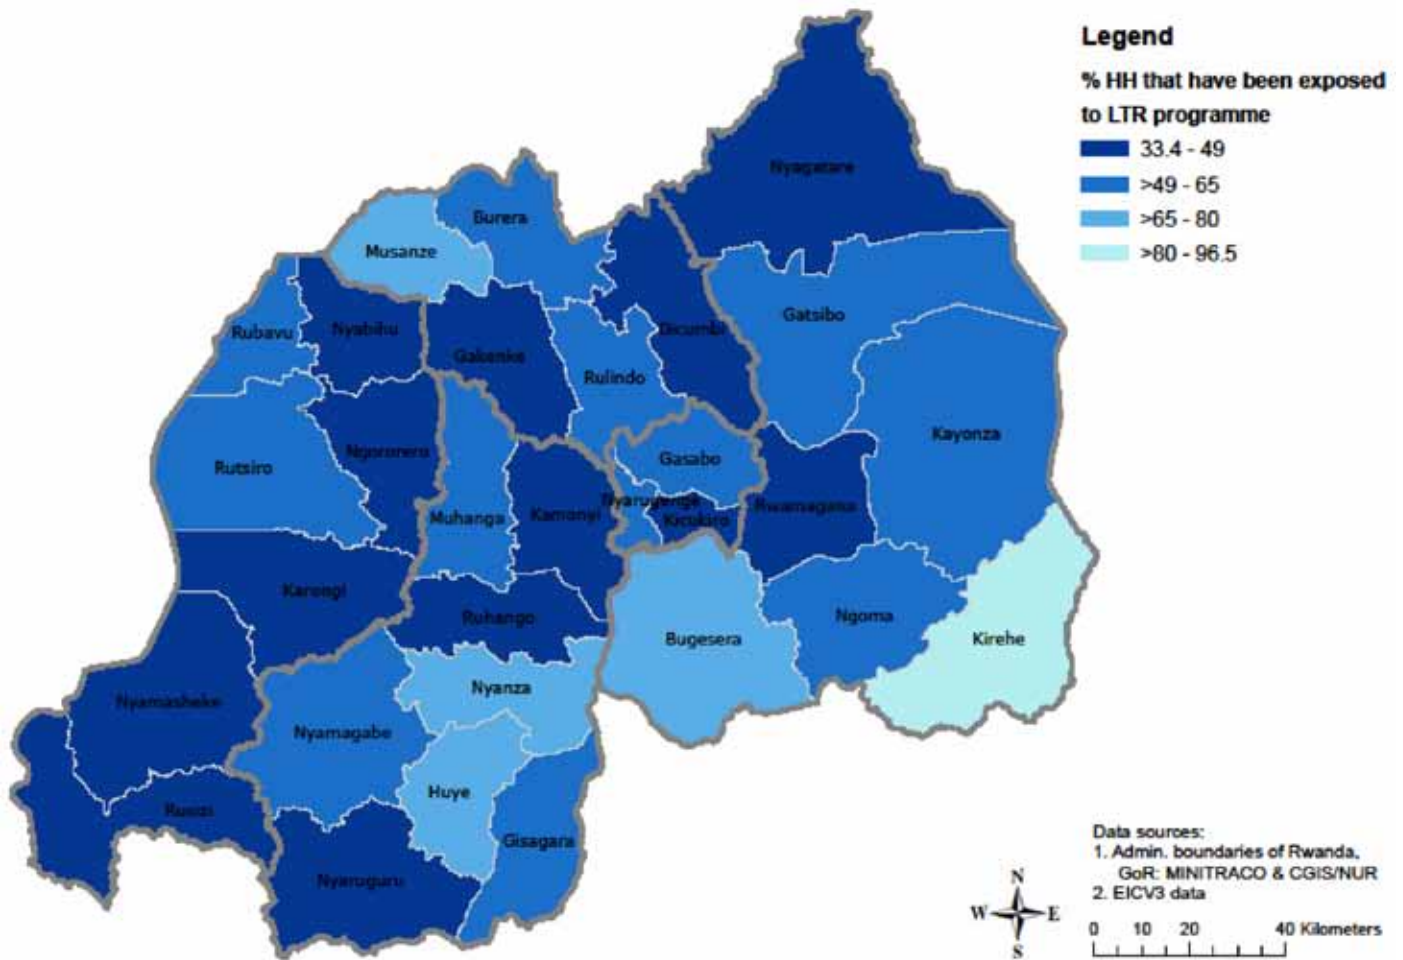 Legend
% HH that have been exposed
to LTR programme
33.4 - 49
>49 - 65
>65 - 80
>80 - 96.5
Nyagatare
Burera
Musanze
Gatsibo
Rubavu
Nyabihu
Dicumbi
Gakenke
Rulindo
Kayonza
Ngororero
Gasabo
Rutsiro
Nyarugenge
Rwamagana
Muhanga
Kamonyi
Kicukiro
Karongi
Ruhango
Ngoma
Bugesera
Kirehe
Nyanza
Nyamasheke
Nyamagabe
Huye
Rusizi
Gisagara
Nyaruguru
Data sources:
1. Admin. boundaries of Rwanda,
GoR: MINITRACO & CGIS/NUR
2. EICV3 data
N
W E
S
0 10 20 40 Kilometers